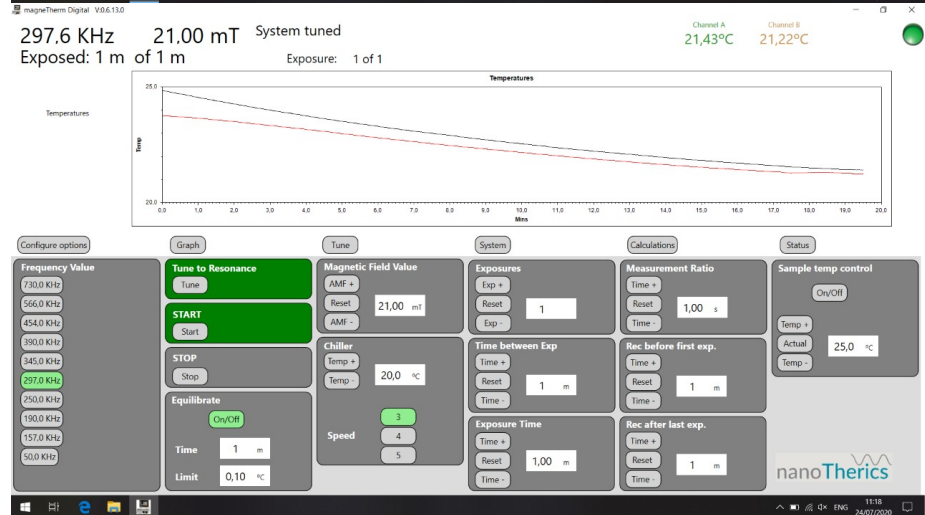 magneTherm Digital V:0.6.13.0
297,6 KHz 21,00 mT System tuned
Channel A Channel B
21,43ºC 21,22ºC
Exposed: 1 m of 1 m Exposure: 1 of 1
Temperatures
Temperatures
25,0
Temp
20,0
0,0 1,0 2,0 3,0 4,0 5,0 6,0 7,0 8,0 9,0 10,0 11,0 12,0 13,0 14,0 15,0 16,0 17,0 18,0 19,0 20,0
Mins
Configure options Graph Tune System Calculations Status
Frequency Value
730,0 KHz
566,0 KHz
454,0 KHz
390,0 KHz
345,0 KHz
297,0 KHz
250,0 KHz
190,0 KHz
157,0 KHz
50,0 KHz
Tune to Resonance
Tune
START
Start
STOP
Stop
Equilibrate
On/Off
Time 1 m
Limit 0,10 ºC
Magnetic Field Value
AMF +
Reset 21,00 mT
AMF -
Chiller
Temp +
Temp - 20,0 ºC
3
Speed 4
5
Exposures
Exp +
Reset 1
Exp -
Time between Exp
Time +
Reset 1 m
Time -
Exposure Time
Time +
Reset 1,00 m
Time -
Measurement Ratio
Time +
Reset 1,00 s
Time -
Rec before first exp.
Time +
Reset 1 m
Time -
Rec after last exp.
Time +
Reset 1 m
Time -
Sample temp control
On/Off
Temp +
Actual 25,0 ºC
Temp -
nanoTherics
ENG
11:18
24/07/2020